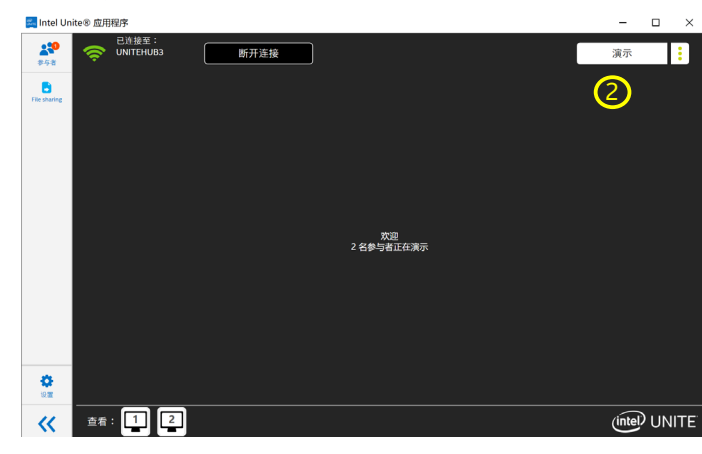 Intel Unite® 应用程序
参与者
1
已连接至：
UNITEHUB3
断开连接
演示
2
File sharing
欢迎
2 名参与者正在演示
设置
查看：
1
2
intel UNITE